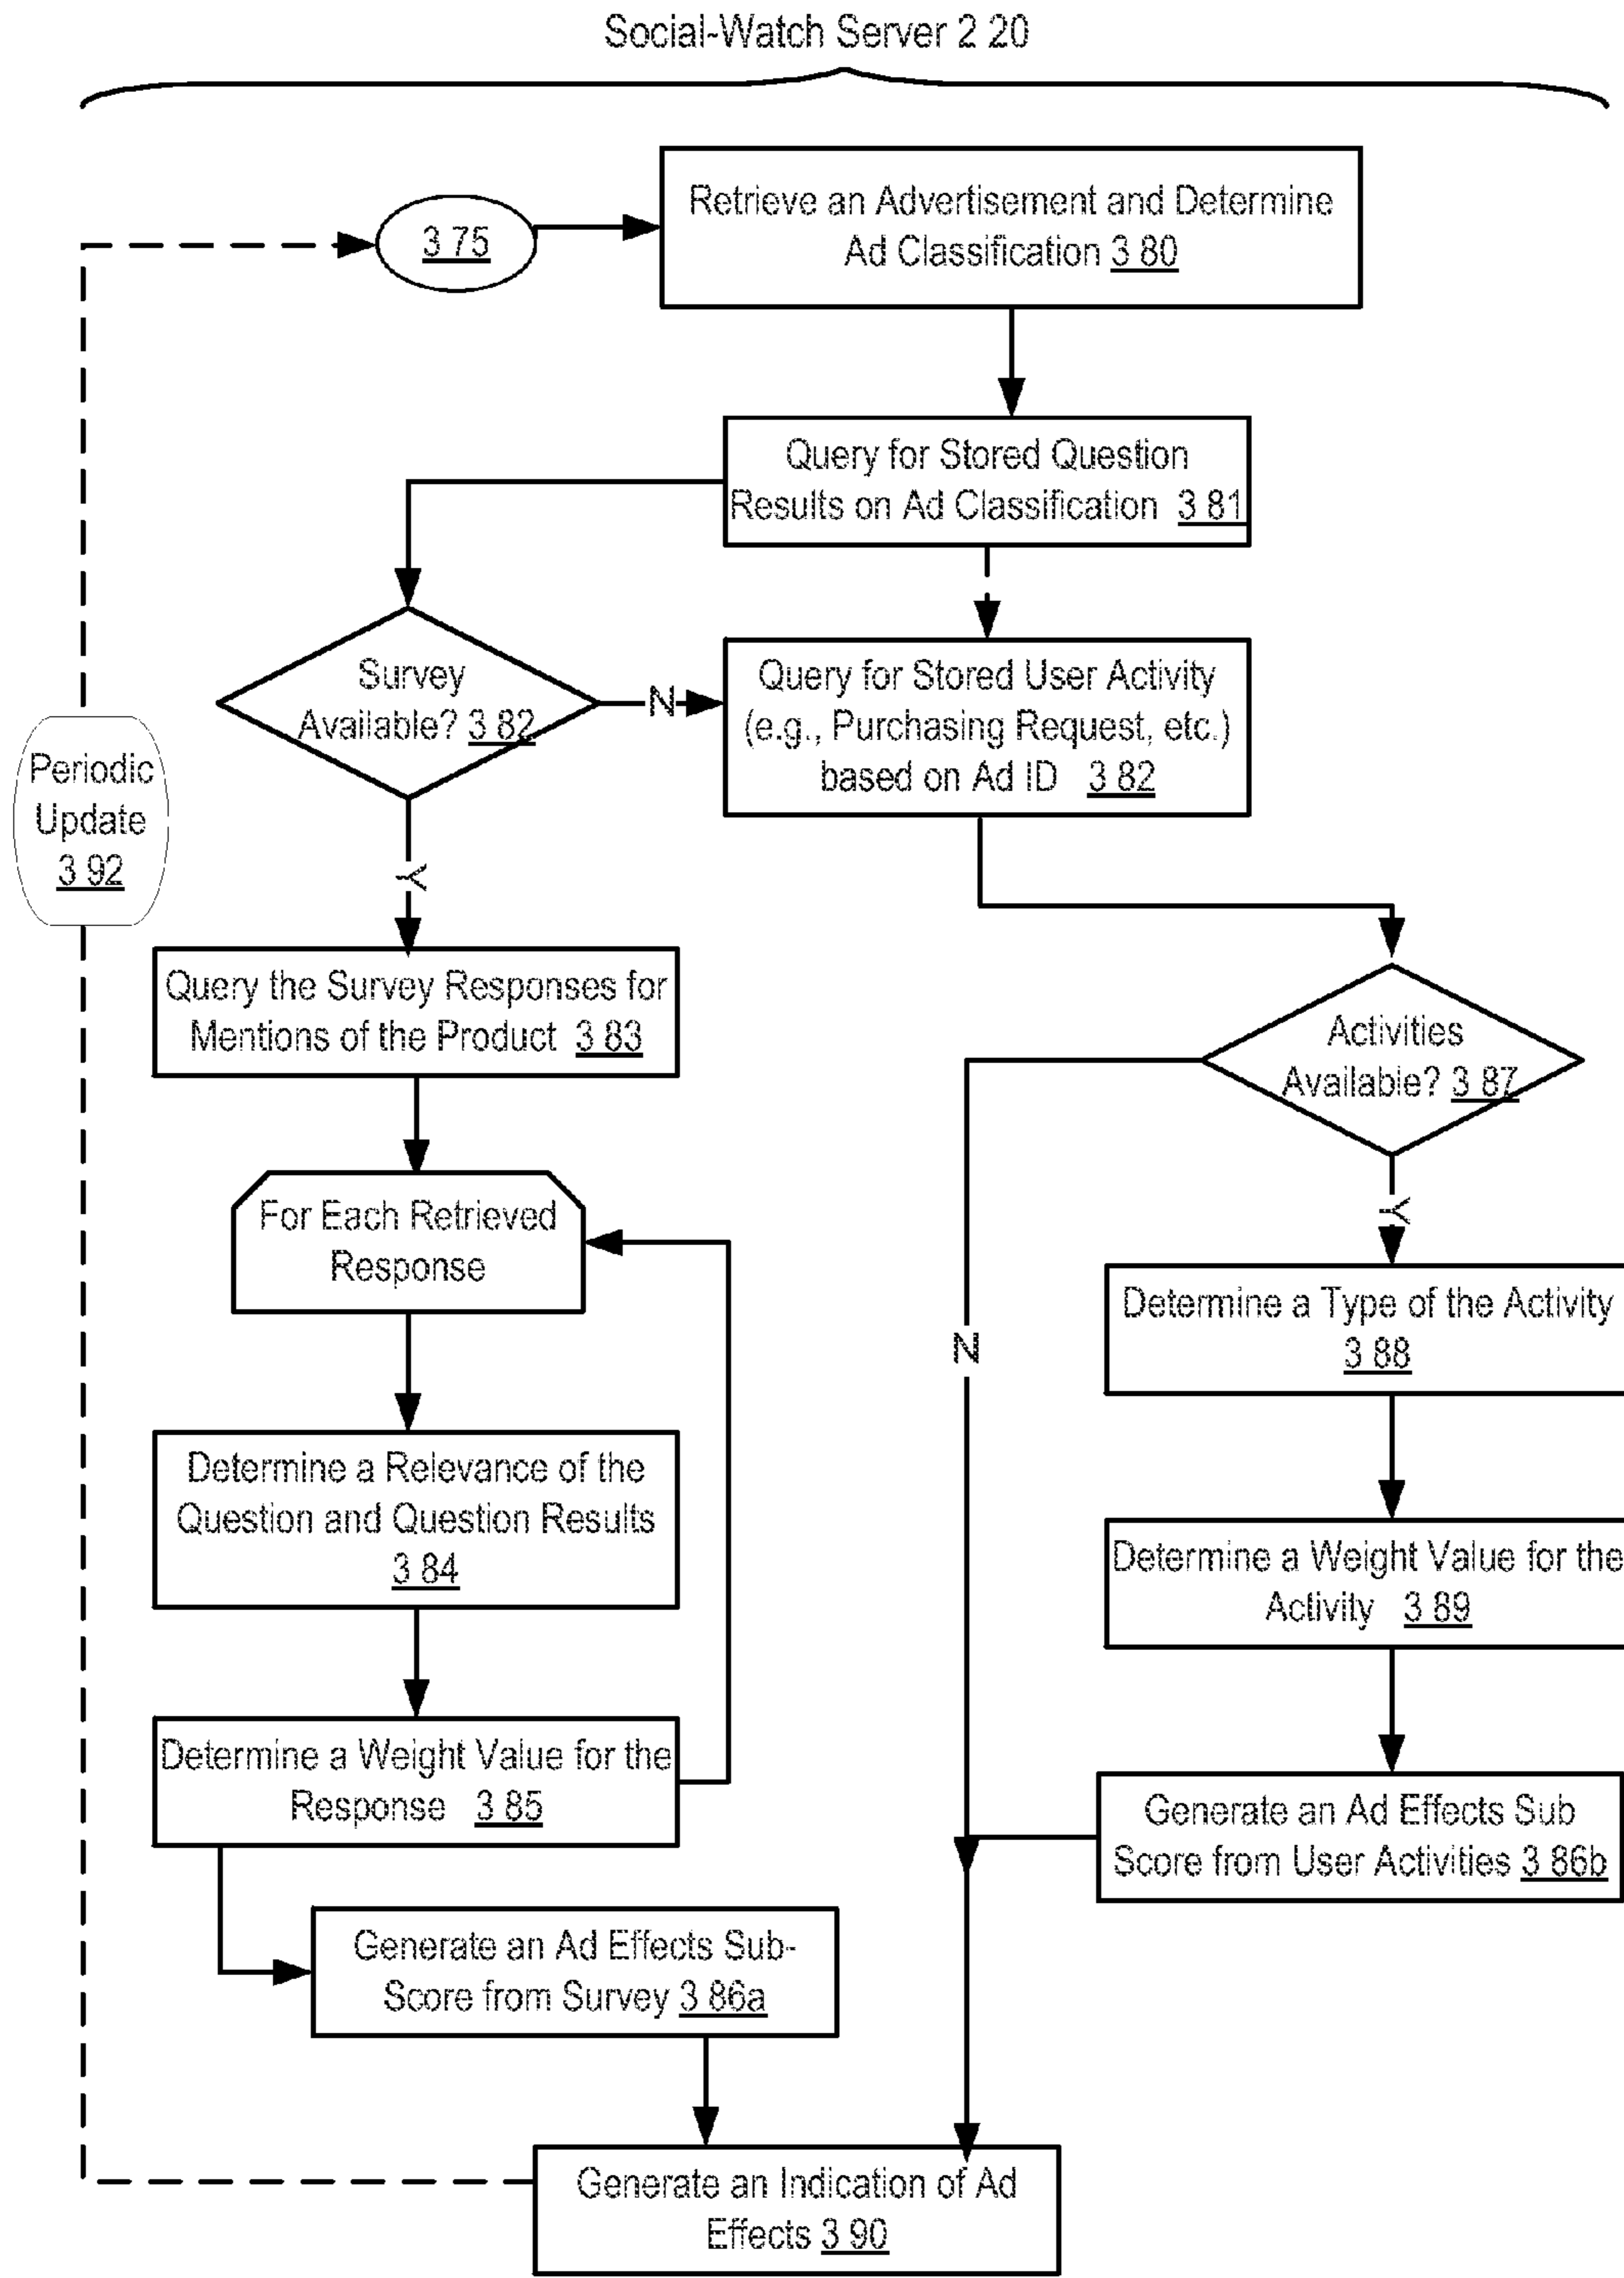 Social-Watch Server 2 20
3 75
Retrieve an Advertisement and Determine
Ad Classification 3 80
Query for Stored Question
Results on Ad Classification 3 81
Survey
Available? 3 82
N
Query for Stored User Activity
(e.g., Purchasing Request, etc.)
based on Ad ID 3 82
Periodic
Update
3 92
Y
Query the Survey Responses for
Mentions of the Product 3 83
Activities
Available? 3 87
Y
N
For Each Retrieved
Response
Determine a Type of the Activity
3 88
Determine a Relevance of the
Question and Question Results
3 84
Determine a Weight Value for the
Activity 3 89
Determine a Weight Value for the
Response 3 85
Generate an Ad Effects Sub
Score from User Activities 3 86b
Generate an Ad Effects Sub-
Score from Survey 3 86a
Generate an Indication of Ad
Effects 3 90